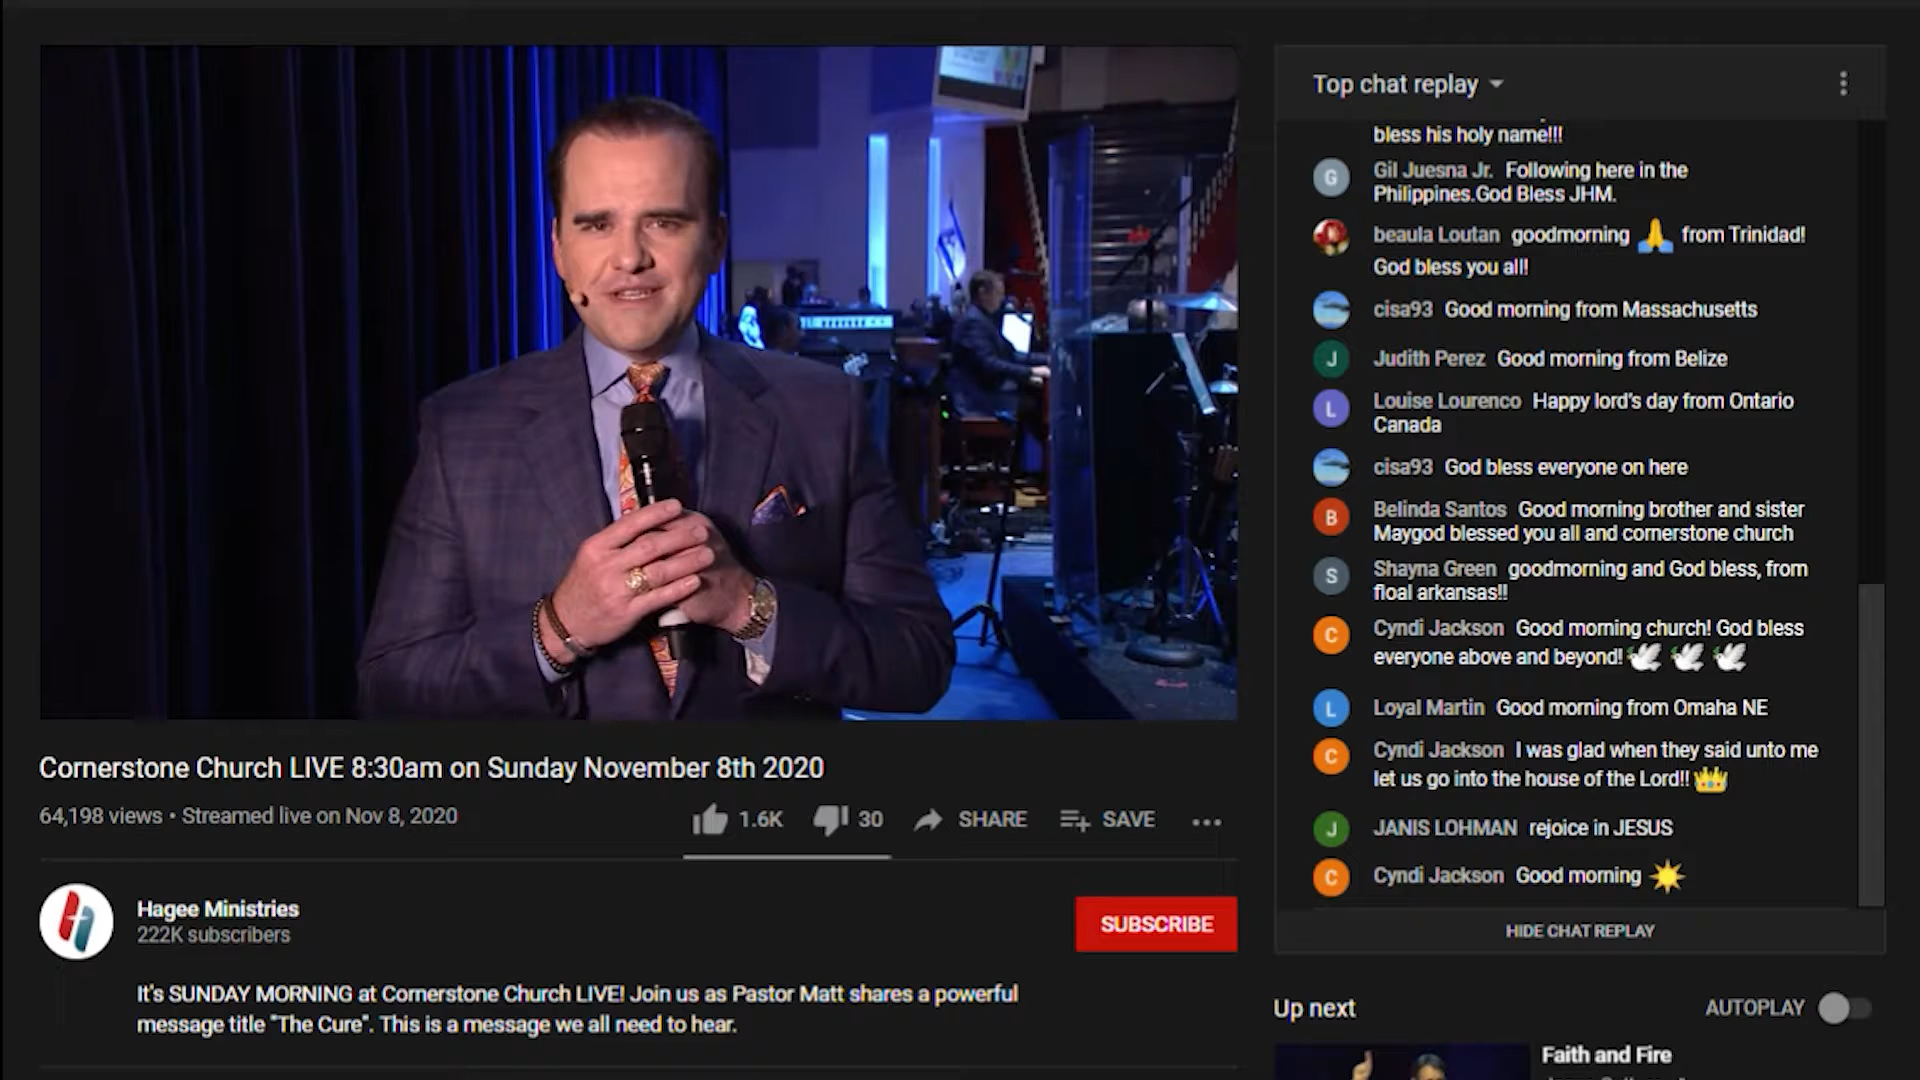 Top chat replay
bless his holy name!!!
G
Gil Juesna Jr. Following here in the
Philippines.God Bless JHM.
beaula Loutan goodmorning 🙏 from Trinidad!
God bless you all!
cisa93 Good morning from Massachusetts
J
Judith Perez Good morning from Belize
L
Louise Lourenco Happy lord's day from Ontario
Canada
cisa93 God bless everyone on here
B
Belinda Santos Good morning brother and sister
Maygod blessed you all and cornerstone church
S
Shayna Green goodmorning and God bless, from
floal arkansas!!
C
Cyndi Jackson Good morning church! God bless
everyone above and beyond! 🕊 🕊 🕊
L
Loyal Martin Good morning from Omaha NE
C
Cyndi Jackson I was glad when they said unto me
let us go into the house of the Lord!! 👑
J
JANIS LOHMAN rejoice in JESUS
C
Cyndi Jackson Good morning ☀
HIDE CHAT REPLAY
Cornerstone Church LIVE 8:30am on Sunday November 8th 2020
64,198 views • Streamed live on Nov 8, 2020
1.6K 30 SHARE SAVE
Hagee Ministries
222K subscribers
SUBSCRIBE
It's SUNDAY MORNING at Cornerstone Church LIVE! Join us as Pastor Matt shares a powerful
message title "The Cure". This is a message we all need to hear.
Up next
AUTOPLAY
Faith and Fire